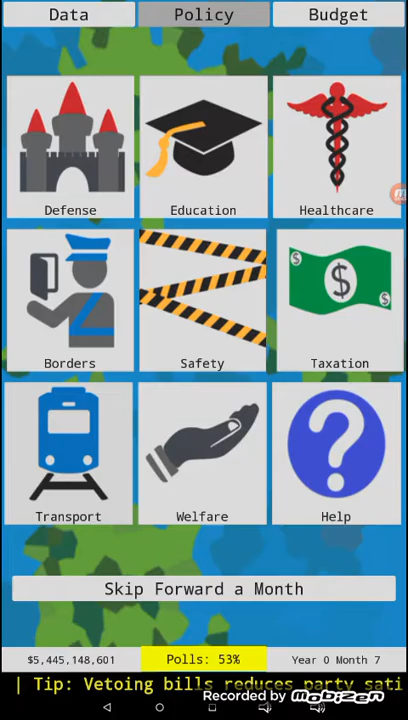 Data Policy Budget
Defense Education Healthcare
Borders Safety Taxation
Transport Welfare Help
Skip Forward a Month
$5,445,148,601 Polls: 53% Year 0 Month 7
| Tip: Vetoing bills reduces party sati
Recorded by MOBIZEN